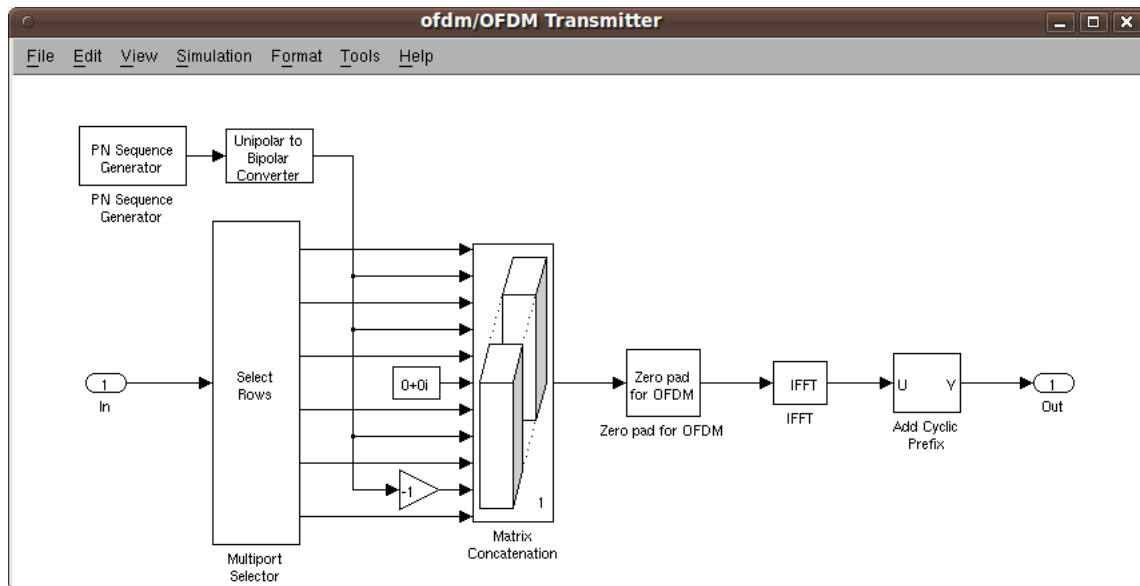 ofdm/OFDM Transmitter
File Edit View Simulation Format Tools Help
PN Sequence
Generator
PN Sequence
Generator
Unipolar to
Bipolar
Converter
1
In
Select
Rows
Multiport
Selector
0+0i
-1
1
Matrix
Concatenation
Zero pad
for OFDM
Zero pad for OFDM
IFFT
IFFT
U Y
Add Cyclic
Prefix
1
Out